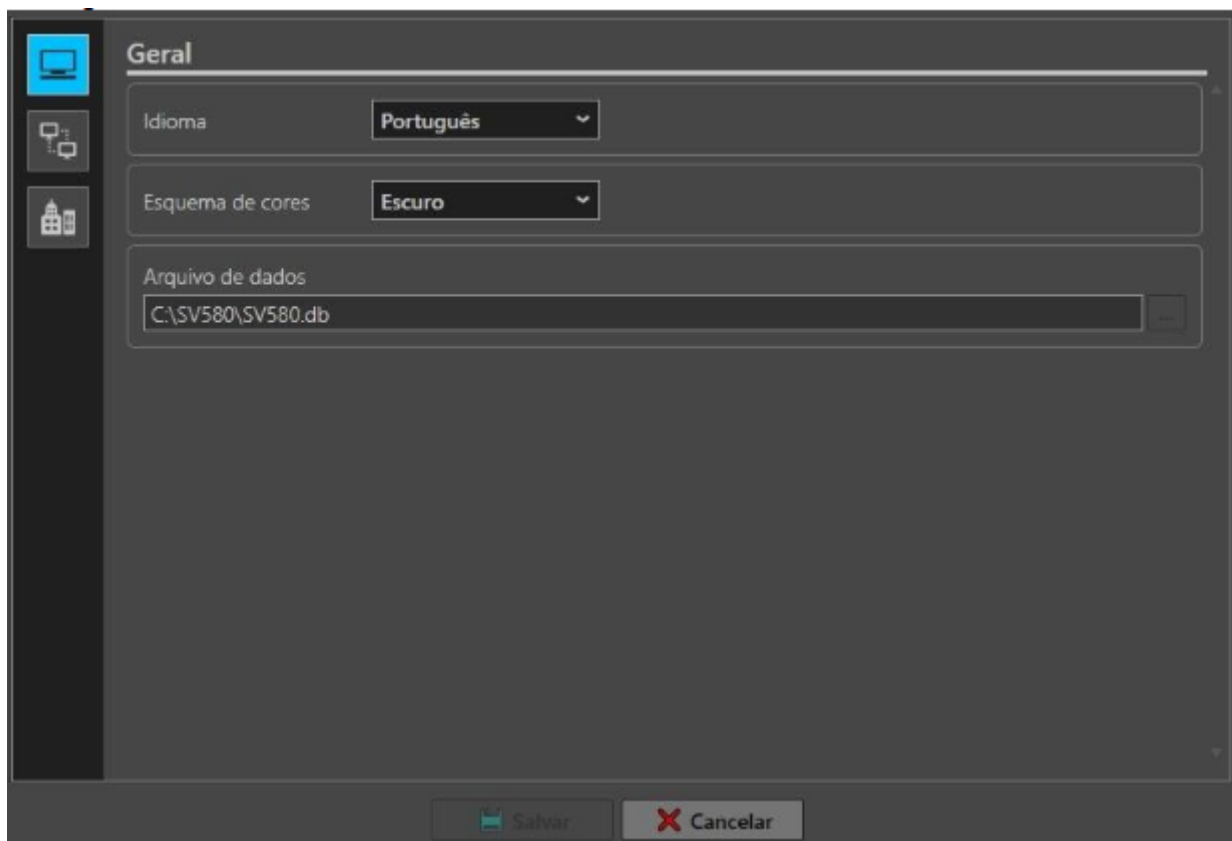 Geral
Idioma Português
Esquema de cores Escuro
Arquivo de dados
C:\SV580\SV580.db
...
Salvar Cancelar